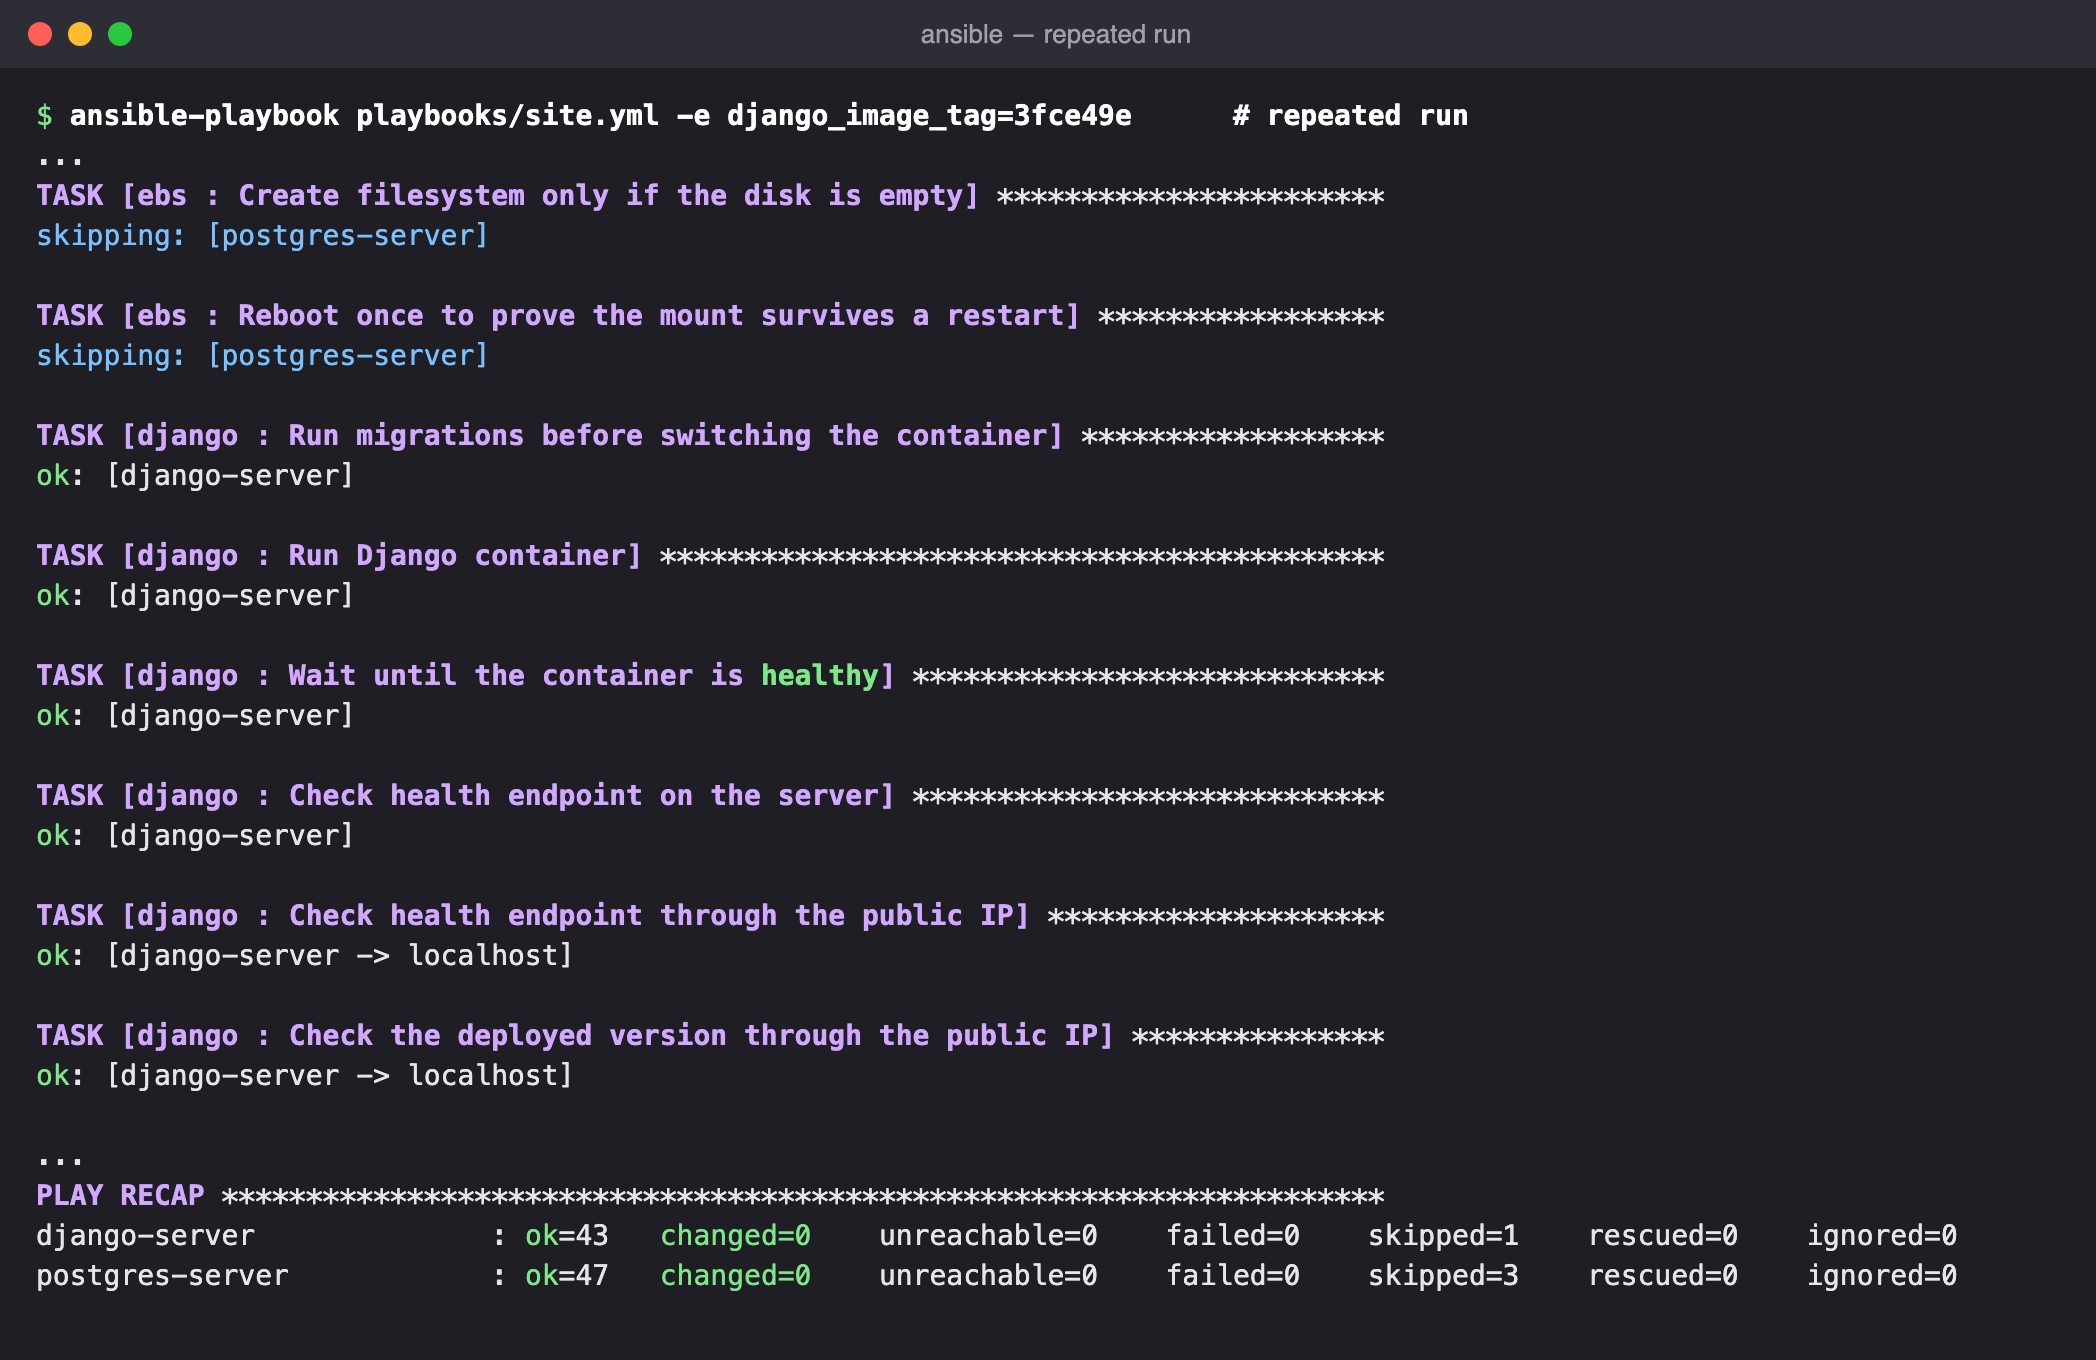 ansible — repeated run
$ ansible-playbook playbooks/site.yml -e django_image_tag=3fce49e      # repeated run
...
TASK [ebs : Create filesystem only if the disk is empty] ***********************
skipping: [postgres-server]
TASK [ebs : Reboot once to prove the mount survives a restart] *****************
skipping: [postgres-server]
TASK [django : Run migrations before switching the container] ******************
ok: [django-server]
TASK [django : Run Django container] *******************************************
ok: [django-server]
TASK [django : Wait until the container is healthy] ****************************
ok: [django-server]
TASK [django : Check health endpoint on the server] ****************************
ok: [django-server]
TASK [django : Check health endpoint through the public IP] ********************
ok: [django-server -> localhost]
TASK [django : Check the deployed version through the public IP] ***************
ok: [django-server -> localhost]
...
PLAY RECAP *********************************************************************
django-server              : ok=43   changed=0    unreachable=0    failed=0    skipped=1    rescued=0    ignored=0
postgres-server            : ok=47   changed=0    unreachable=0    failed=0    skipped=3    rescued=0    ignored=0